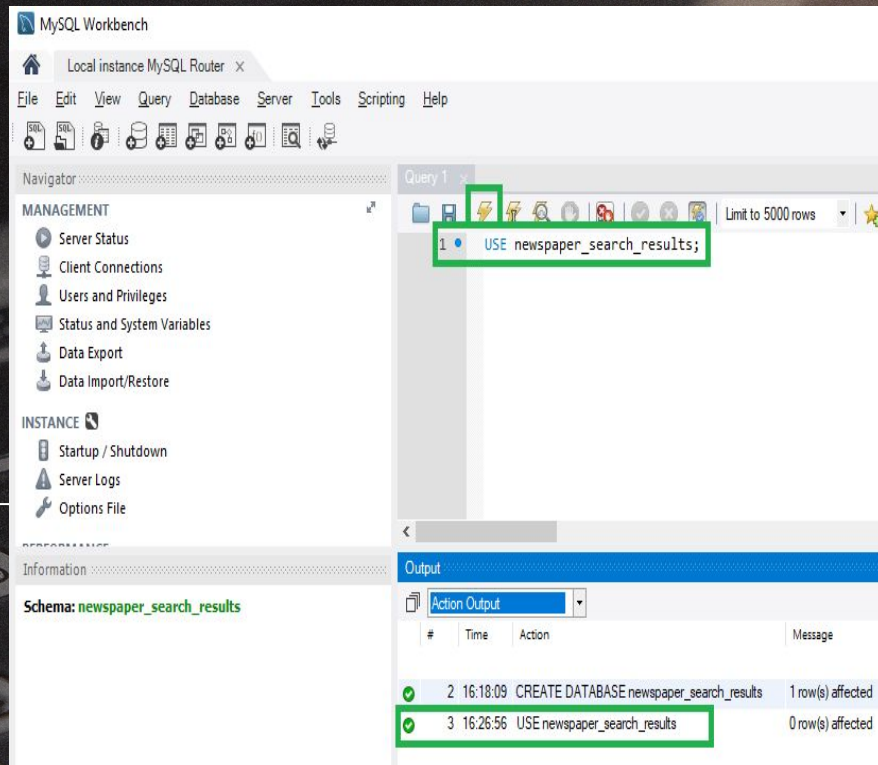 MySQL Workbench
Local instance MySQL Router
File Edit View Query Database Server Tools Scripting Help
Navigator
MANAGEMENT
Server Status
Client Connections
Users and Privileges
Status and System Variables
Data Export
Data Import/Restore
INSTANCE
Startup / Shutdown
Server Logs
Options File
Information
Schema: newspaper_search_results
Query 1
Limit to 5000 rows
1 USE newspaper_search_results;
Output
Action Output
# Time Action Message
2 16:18:09 CREATE DATABASE newspaper_search_results 1 row(s) affected
3 16:26:56 USE newspaper_search_results 0 row(s) affected